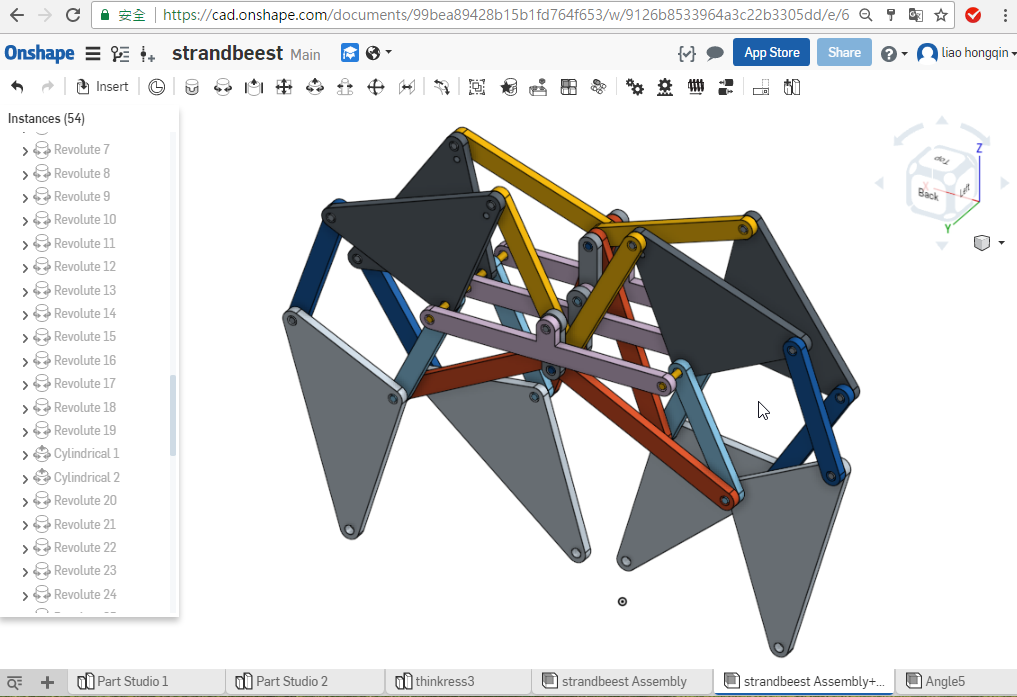 安全 https://cad.onshape.com/documents/99bea89428b15b1fd764f653/w/9126b8533964a3c22b3305dd/e/6
Onshape strandbeest Main App Store Share ? liao hongqin
Insert
Instances (54)
Revolute 7
Revolute 8
Revolute 9
Revolute 10
Revolute 11
Revolute 12
Revolute 13
Revolute 14
Revolute 15
Revolute 16
Revolute 17
Revolute 18
Revolute 19
Cylindrical 1
Cylindrical 2
Revolute 20
Revolute 21
Revolute 22
Revolute 23
Revolute 24
Z
Top
X
Back Left
Y
Part Studio 1 Part Studio 2 thinkress3 strandbeest Assembly strandbeest Assembly+... Angle5